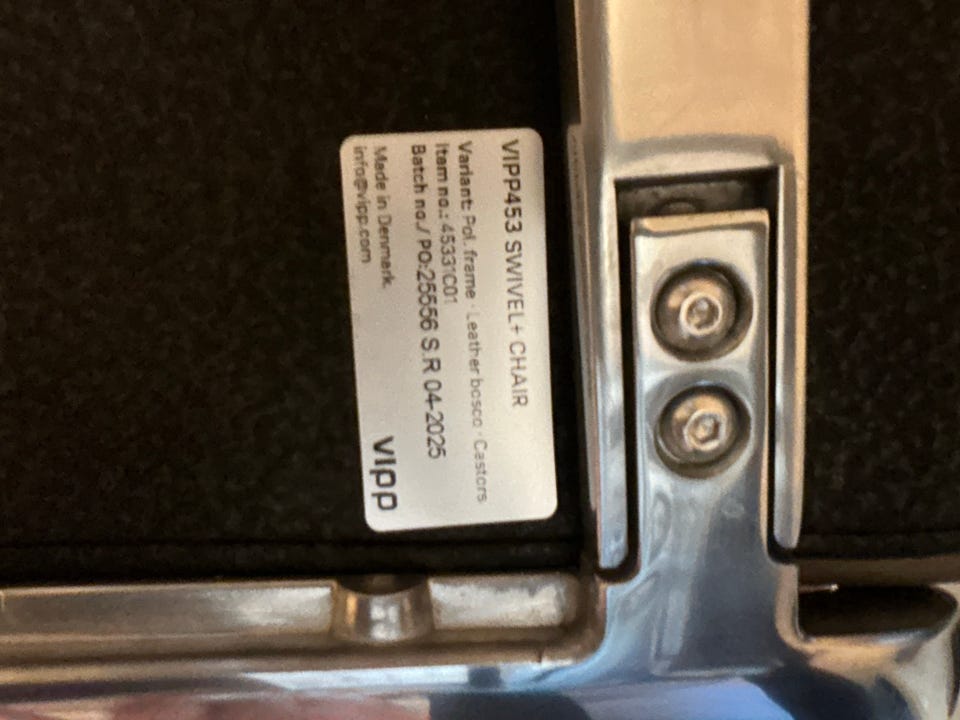 VIPP453 SWIVEL+ CHAIR
Variant: Pol. frame · Leather bosco · Castors
Item no.: 45331C01
Batch no./ PO:25556 S.R 04-2025
Made in Denmark.
info@vipp.com
vipp